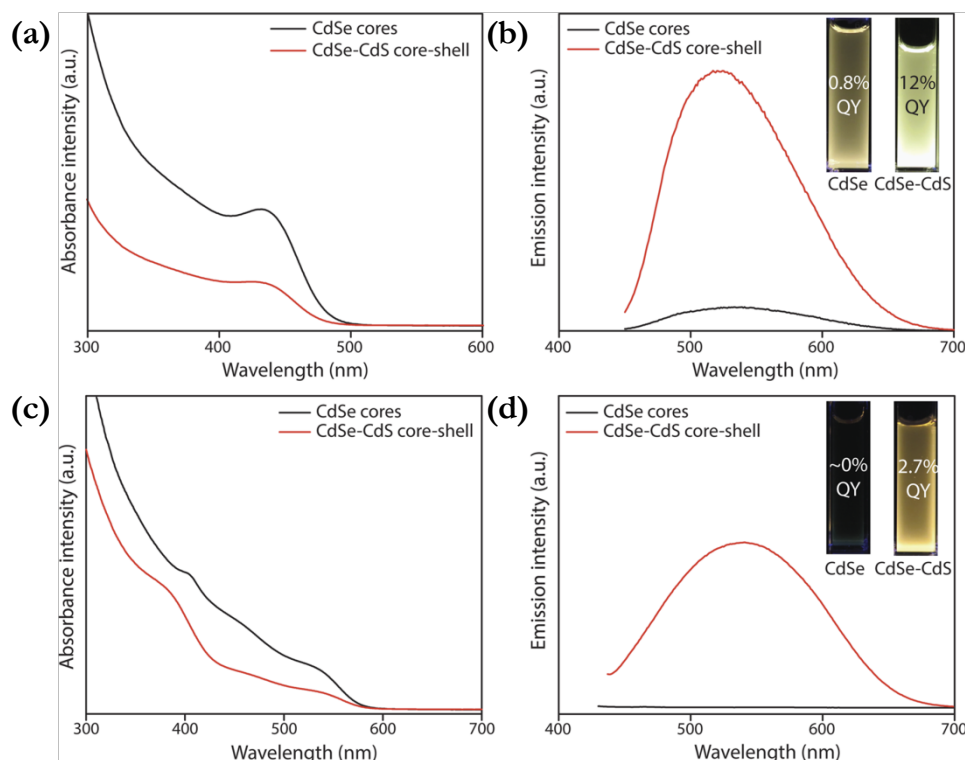 (a)
CdSe cores
CdSe-CdS core-shell
Absorbance intensity (a.u.)
300
400
500
600
Wavelength (nm)
(b)
CdSe cores
CdSe-CdS core-shell
Emission intensity (a.u.)
0.8%
QY
12%
QY
CdSe
CdSe-CdS
500
600
700
Wavelength (nm)
(c)
CdSe cores
CdSe-CdS core-shell
Absorbance intensity (a.u.)
300
400
500
600
700
Wavelength (nm)
(d)
CdSe cores
CdSe-CdS core-shell
Emission intensity (a.u.)
~0%
QY
2.7%
QY
CdSe
CdSe-CdS
500
600
700
Wavelength (nm)